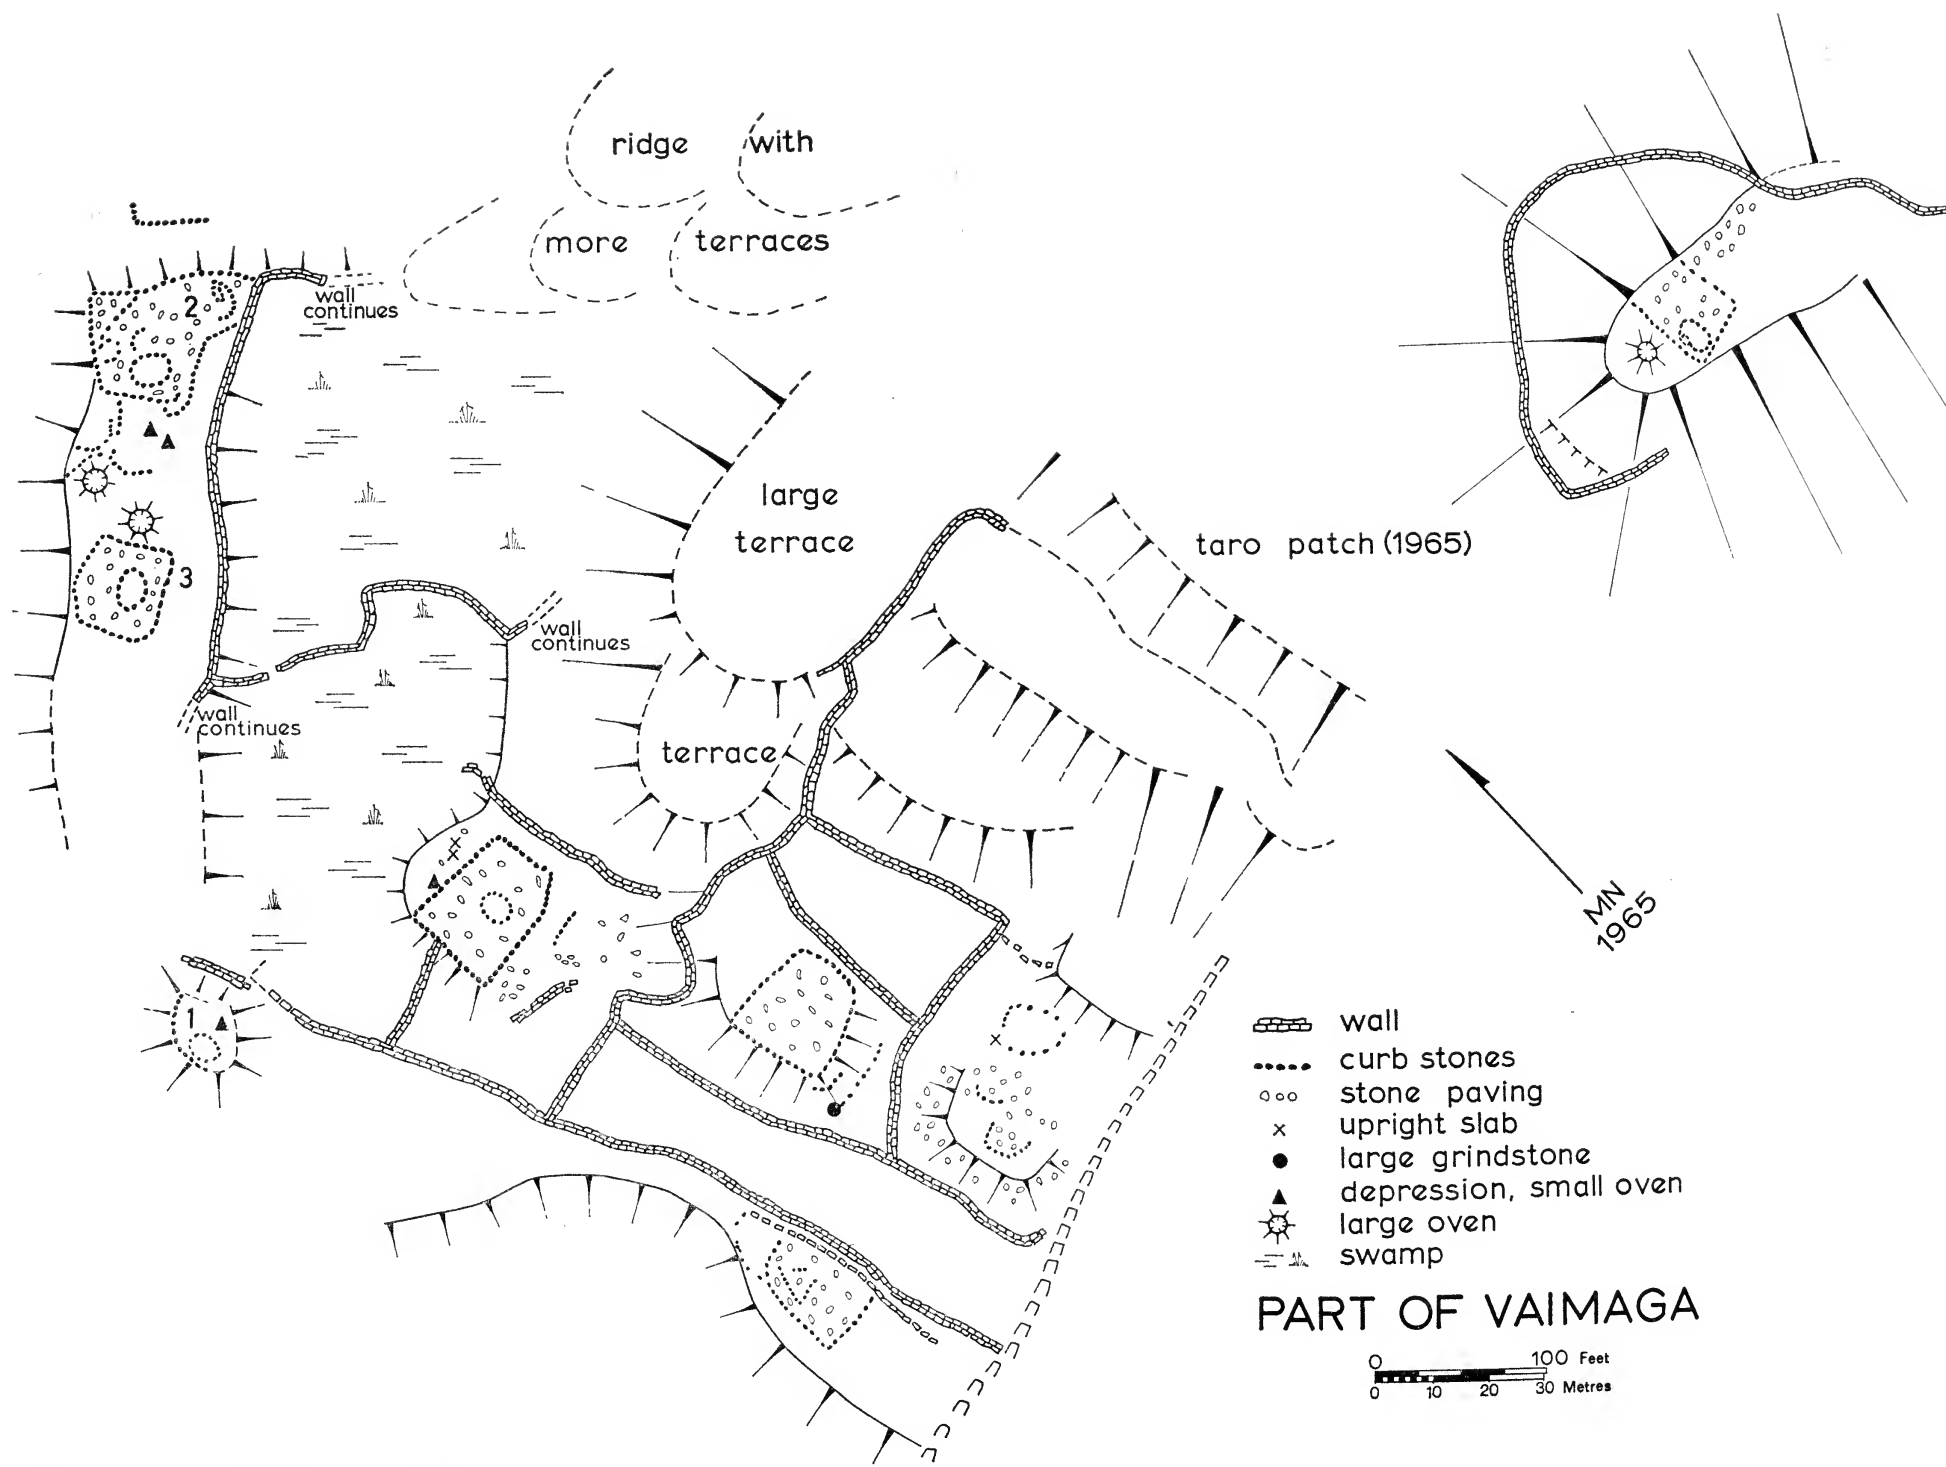 ridge with
more terraces
2
wall
continues
large
terrace
taro patch (1965)
3
wall
continues
wall
continues
terrace
MN
1965
1
wall
curb stones
stone paving
upright slab
large grindstone
depression, small oven
large oven
swamp
PART OF VAIMAGA
0 100 Feet
0 10 20 30 Metres